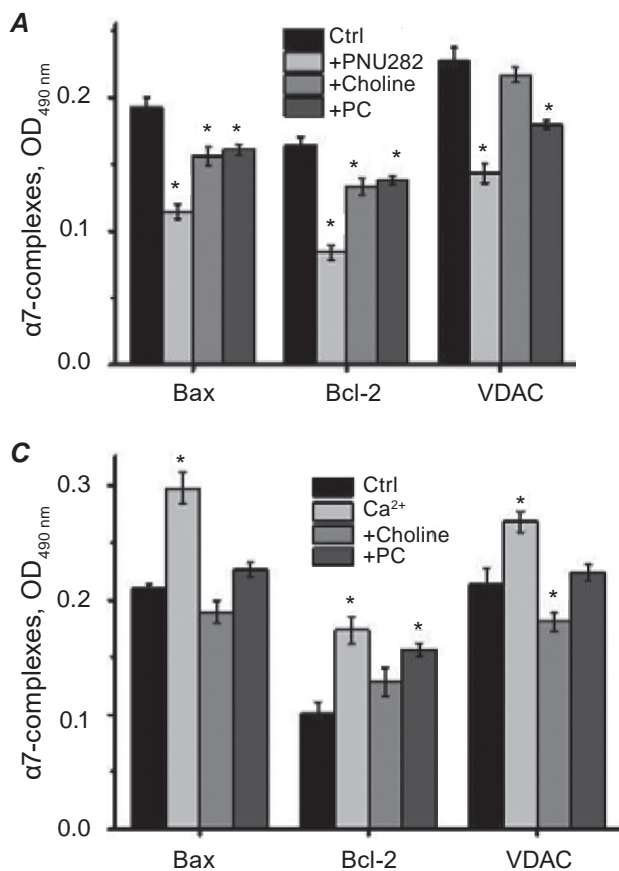 A
α7-complexes, OD490 nm
0.2
0.1
0.0
Ctrl
+PNU282
+Choline
+PC
* * * * * * * *
Bax Bcl-2 VDAC
C
α7-complexes, OD490 nm
0.3
0.2
0.1
0.0
Ctrl
Ca²⁺
+Choline
+PC
* * * * *
Bax Bcl-2 VDAC